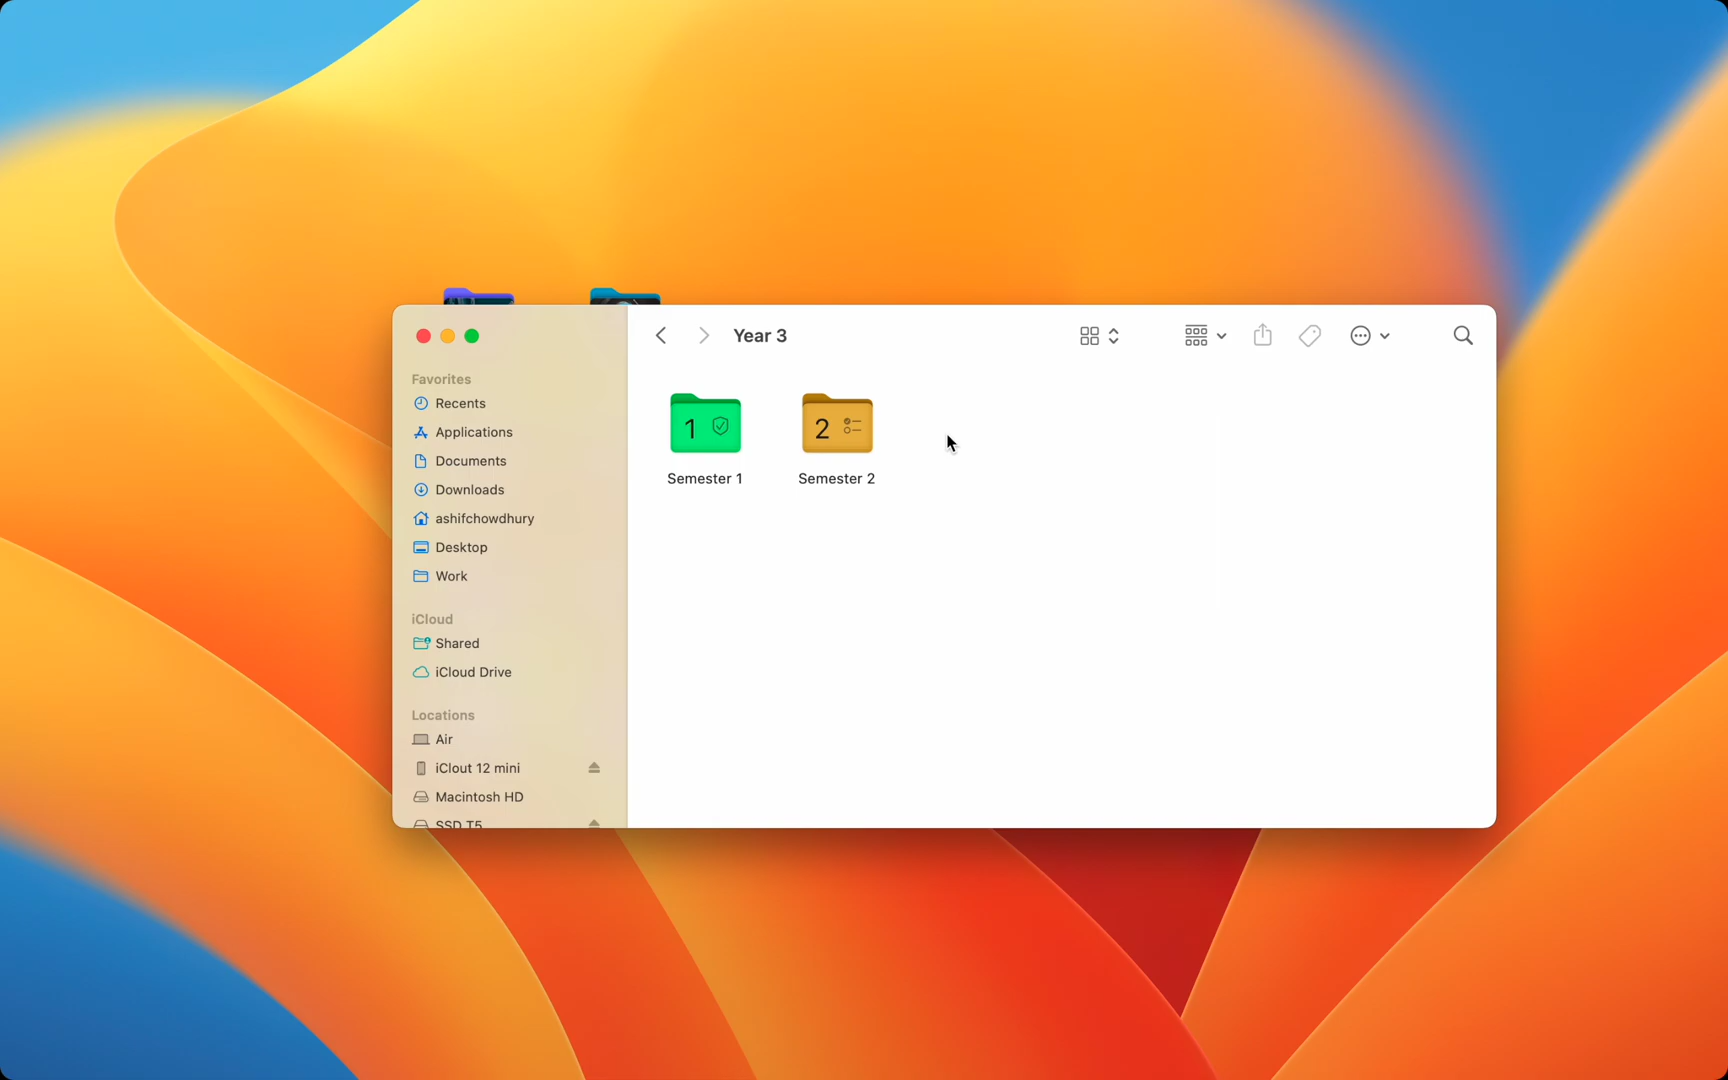 Year 3
Favorites
Recents
Applications
Documents
Downloads
ashifchowdhury
Desktop
Work
iCloud
Shared
iCloud Drive
Locations
Air
iClout 12 mini
Macintosh HD
SSD T5
1
2
Semester 1
Semester 2